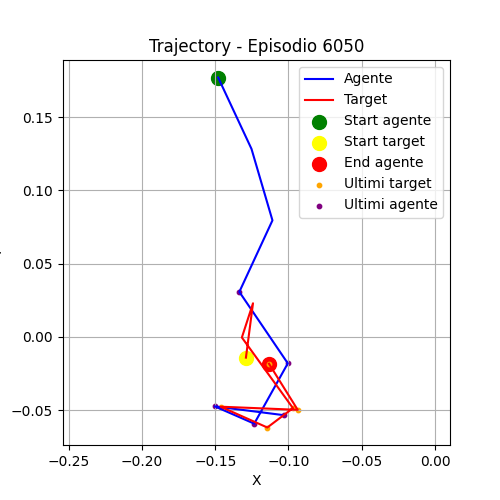 Trajectory - Episodio 6050
Agente
Target
Start agente
Start target
End agente
Ultimi target
Ultimi agente
0.15
0.10
0.05
0.00
−0.05
−0.25
−0.20
−0.15
−0.10
−0.05
0.00
X